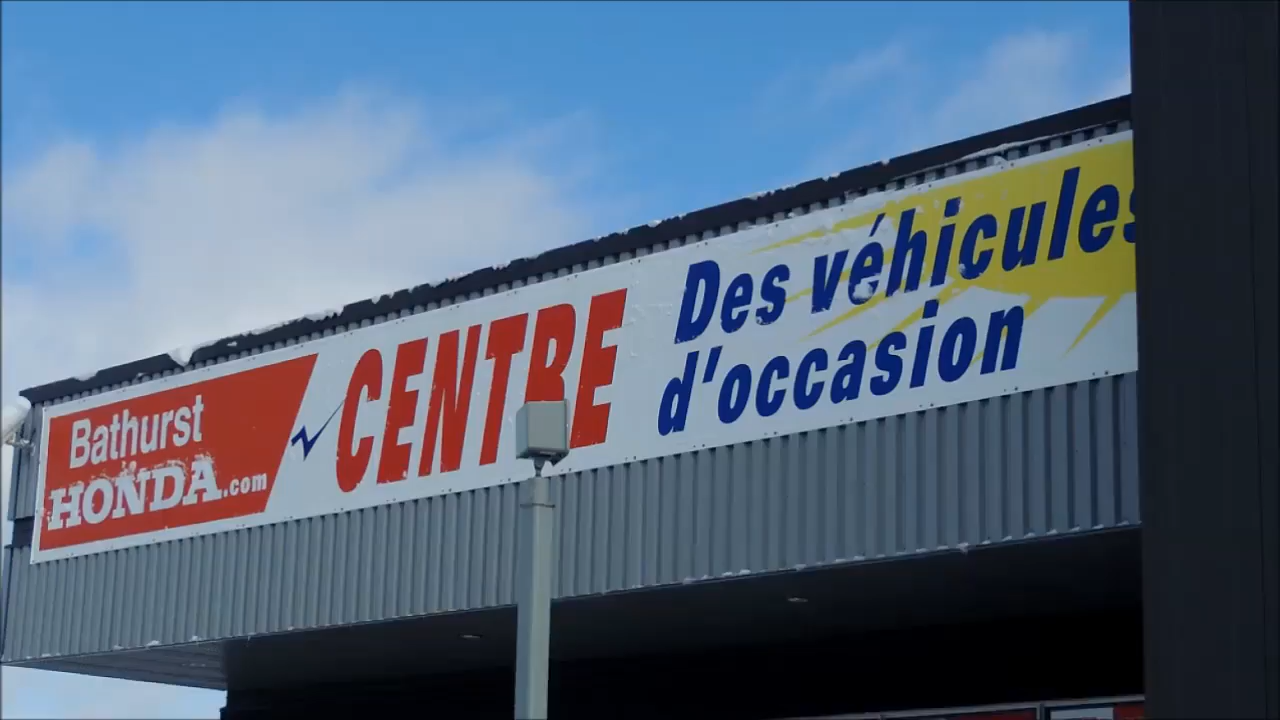 Bathurst
HONDA.com
CENTRE
Des véhicules
d'occasion